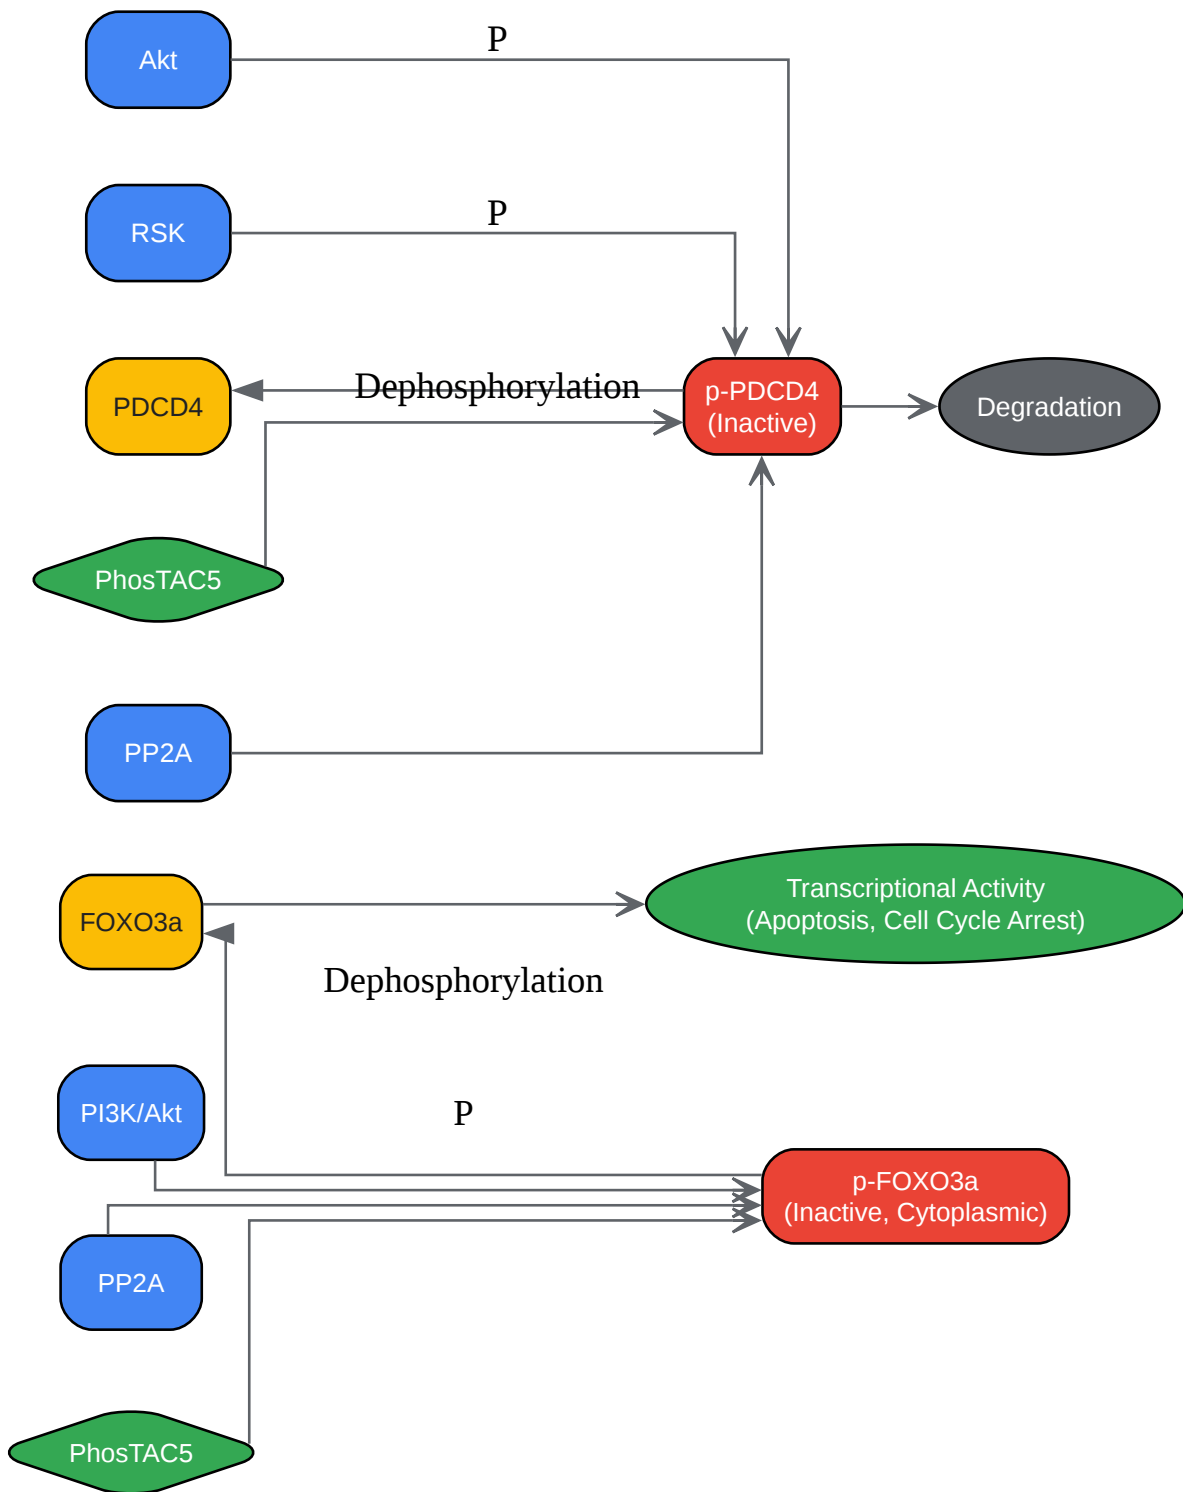 P
Akt
P
RSK
PDCD4
Dephosphorylation
p-PDCD4
(Inactive)
Degradation
PhosTAC5
PP2A
FOXO3a
Transcriptional Activity
(Apoptosis, Cell Cycle Arrest)
Dephosphorylation
PI3K/Akt
P
p-FOXO3a
(Inactive, Cytoplasmic)
PP2A
PhosTAC5